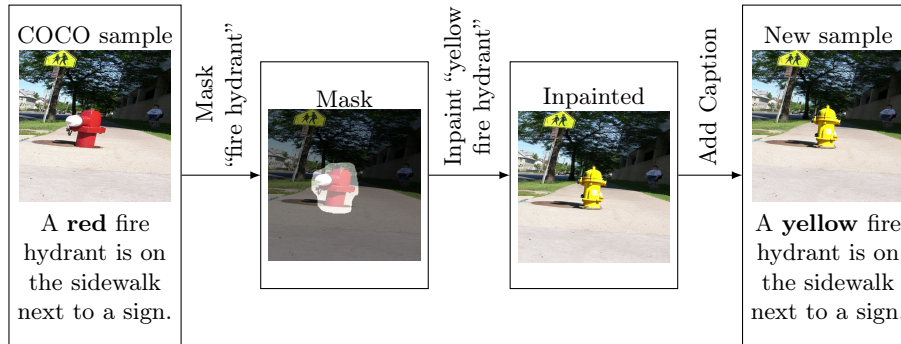 COCO sample
A red fire
hydrant is on
the sidewalk
next to a sign.
Mask
“fire hydrant”
Mask
Inpaint “yellow
fire hydrant”
Inpainted
Add Caption
New sample
A yellow fire
hydrant is on
the sidewalk
next to a sign.